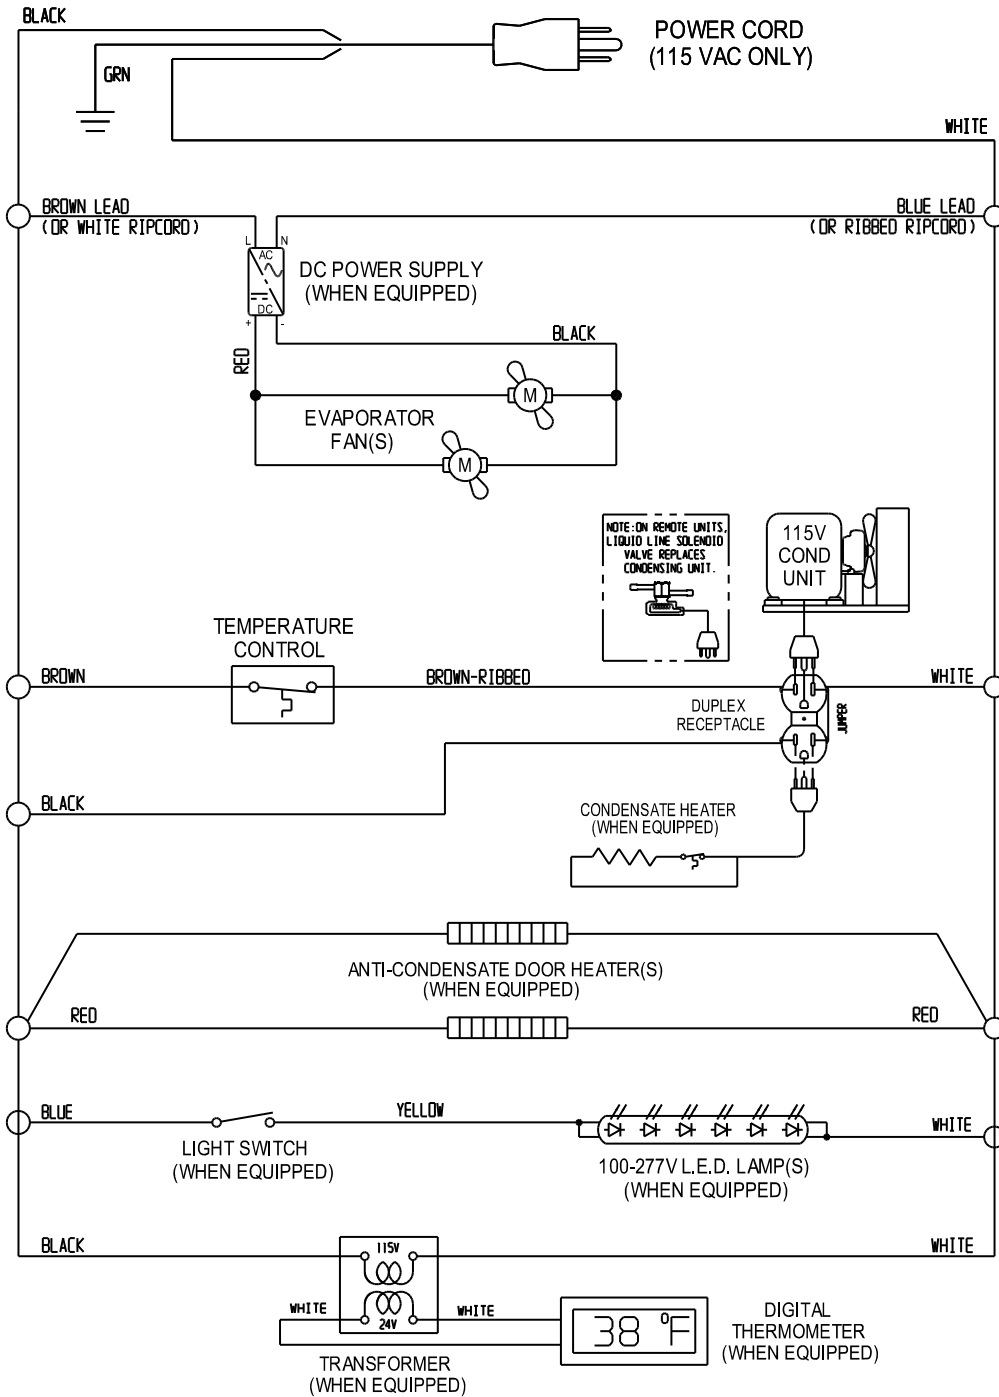 BLACK
POWER CORD
(115 VAC ONLY)
GRN
WHITE
BROWN LEAD
(OR WHITE RIPCORD)
BLUE LEAD
(OR RIBBED RIPCORD)
L
N
AC
DC
+
-
DC POWER SUPPLY
(WHEN EQUIPPED)
BLACK
RED
M
EVAPORATOR
FAN(S)
M
NOTE:ON REMOTE UNITS,
LIQUID LINE SOLENOID
VALVE REPLACES
CONDENSING UNIT.
115V
COND
UNIT
TEMPERATURE
CONTROL
BROWN
BROWN-RIBBED
WHITE
DUPLEX
RECEPTACLE
JUMPER
BLACK
CONDENSATE HEATER
(WHEN EQUIPPED)
ANTI-CONDENSATE DOOR HEATER(S)
(WHEN EQUIPPED)
RED
RED
BLUE
YELLOW
WHITE
LIGHT SWITCH
(WHEN EQUIPPED)
100-277V L.E.D. LAMP(S)
(WHEN EQUIPPED)
BLACK
115V
WHITE
WHITE
24V
WHITE
38 °F
DIGITAL
THERMOMETER
(WHEN EQUIPPED)
TRANSFORMER
(WHEN EQUIPPED)